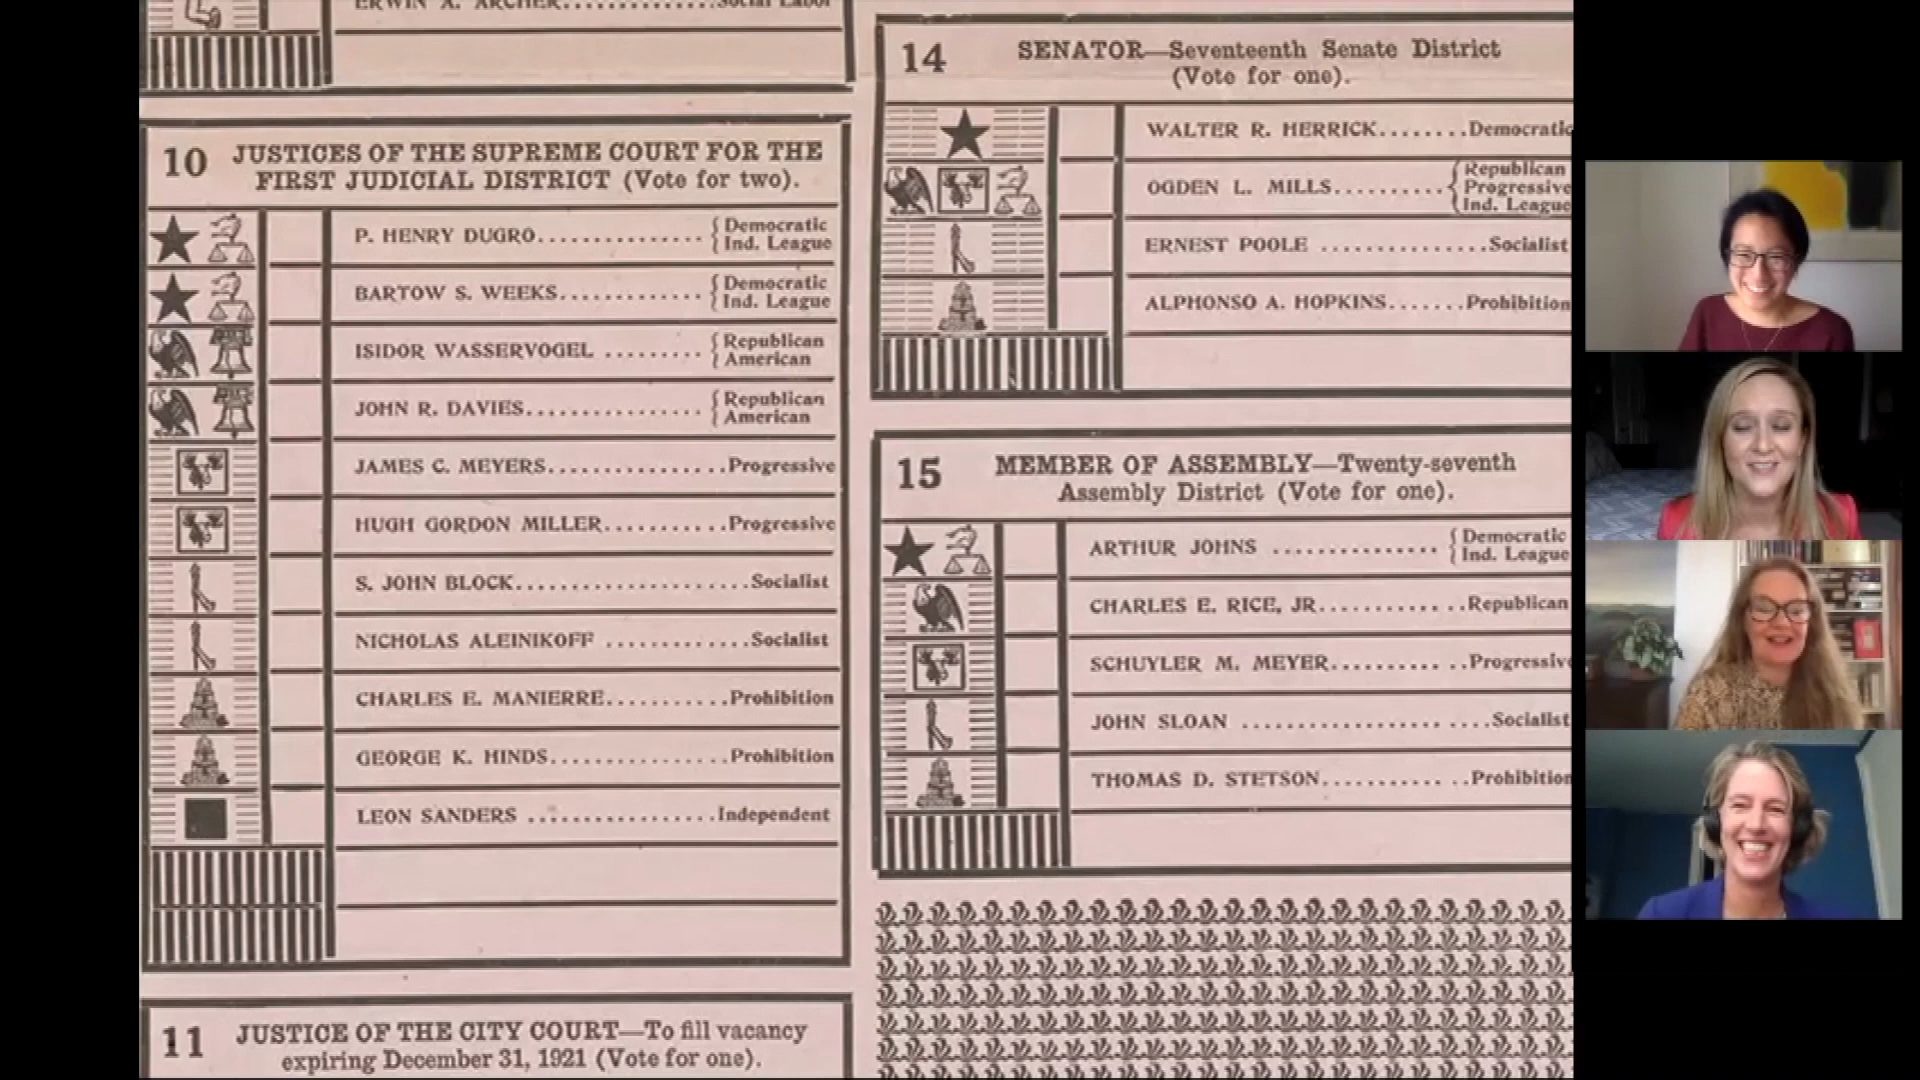 ERWIN A. ARCHER..............Social Labor
10 JUSTICES OF THE SUPREME COURT FOR THE
FIRST JUDICIAL DISTRICT (Vote for two).
P. HENRY DUGRO............... { Democratic
Ind. League
BARTOW S. WEEKS............. { Democratic
Ind. League
ISIDOR WASSERVOGEL ......... { Republican
American
JOHN R. DAVIES................ { Republican
American
JAMES C. MEYERS................Progressive
HUGH GORDON MILLER...........Progressive
S. JOHN BLOCK.....................Socialist
NICHOLAS ALEINIKOFF .............Socialist
CHARLES E. MANIERRE...........Prohibition
GEORGE K. HINDS................Prohibition
LEON SANDERS ..................Independent
11 JUSTICE OF THE CITY COURT—To fill vacancy
expiring December 31, 1921 (Vote for one).
14 SENATOR—Seventeenth Senate District
(Vote for one).
WALTER R. HERRICK........Democratic
OGDEN L. MILLS.......... { Republican
Progressive
Ind. League
ERNEST POOLE ...............Socialist
ALPHONSO A. HOPKINS.......Prohibition
15 MEMBER OF ASSEMBLY—Twenty-seventh
Assembly District (Vote for one).
ARTHUR JOHNS .............. { Democratic
Ind. League
CHARLES E. RICE, JR.............Republican
SCHUYLER M. MEYER............Progressive
JOHN SLOAN .....................Socialist
THOMAS D. STETSON............Prohibition